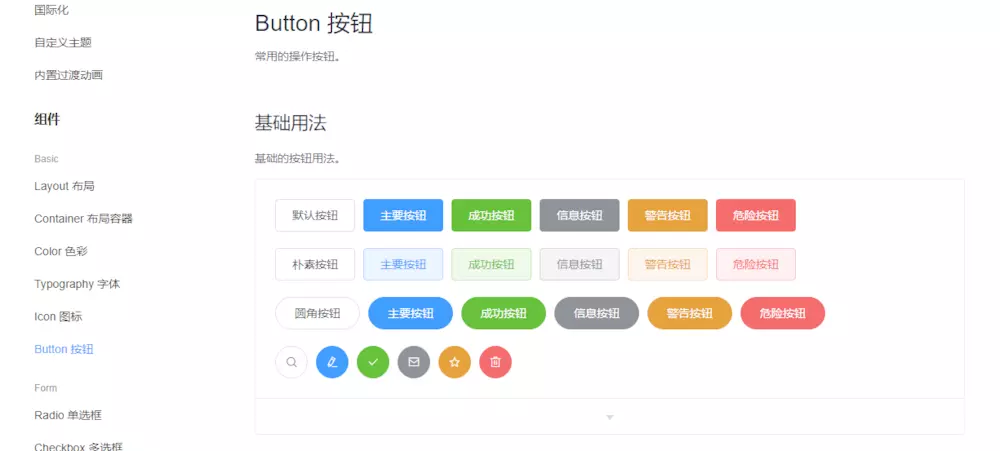 国际化
自定义主题
内置过渡动画
组件
Basic
Layout 布局
Container 布局容器
Color 色彩
Typography 字体
Icon 图标
Button 按钮
Form
Radio 单选框
Checkbox 多选框
Button 按钮
常用的操作按钮。
基础用法
基础的按钮用法。
默认按钮 主要按钮 成功按钮 信息按钮 警告按钮 危险按钮
朴素按钮 主要按钮 成功按钮 信息按钮 警告按钮 危险按钮
圆角按钮 主要按钮 成功按钮 信息按钮 警告按钮 危险按钮